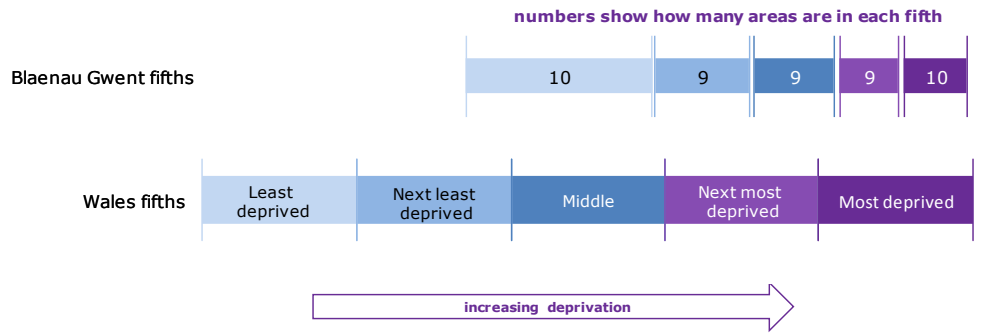 numbers show how many areas are in each fifth
Blaenau Gwent fifths
10
9
9
9
10
Wales fifths
Least
deprived
Next least
deprived
Middle
Next most
deprived
Most deprived
increasing deprivation